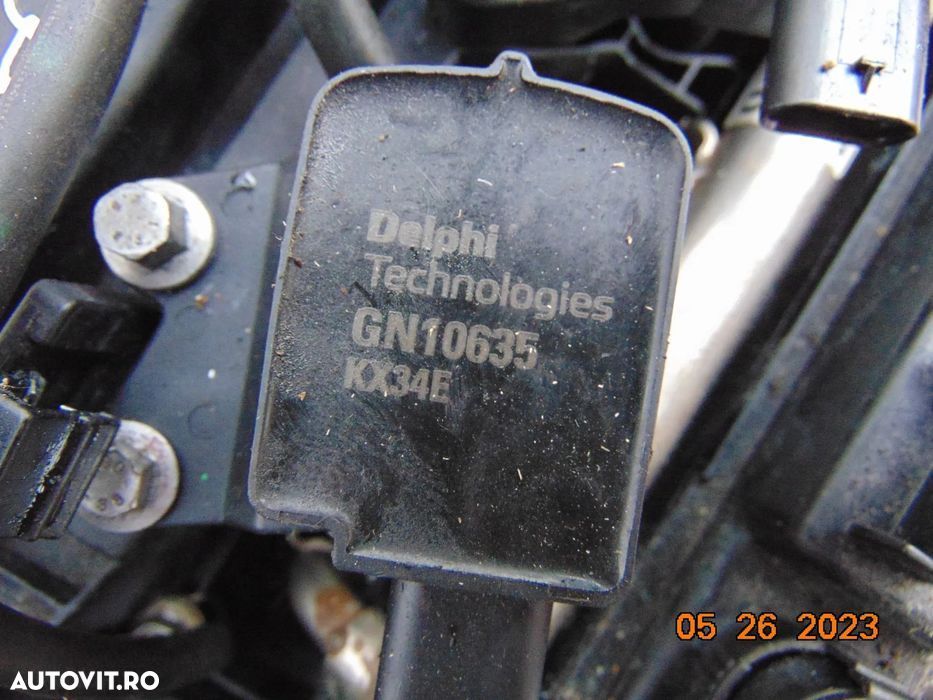 Delphi
Technologies
GN10635
KX34E
05 26 2023
AUTOVIT.RO